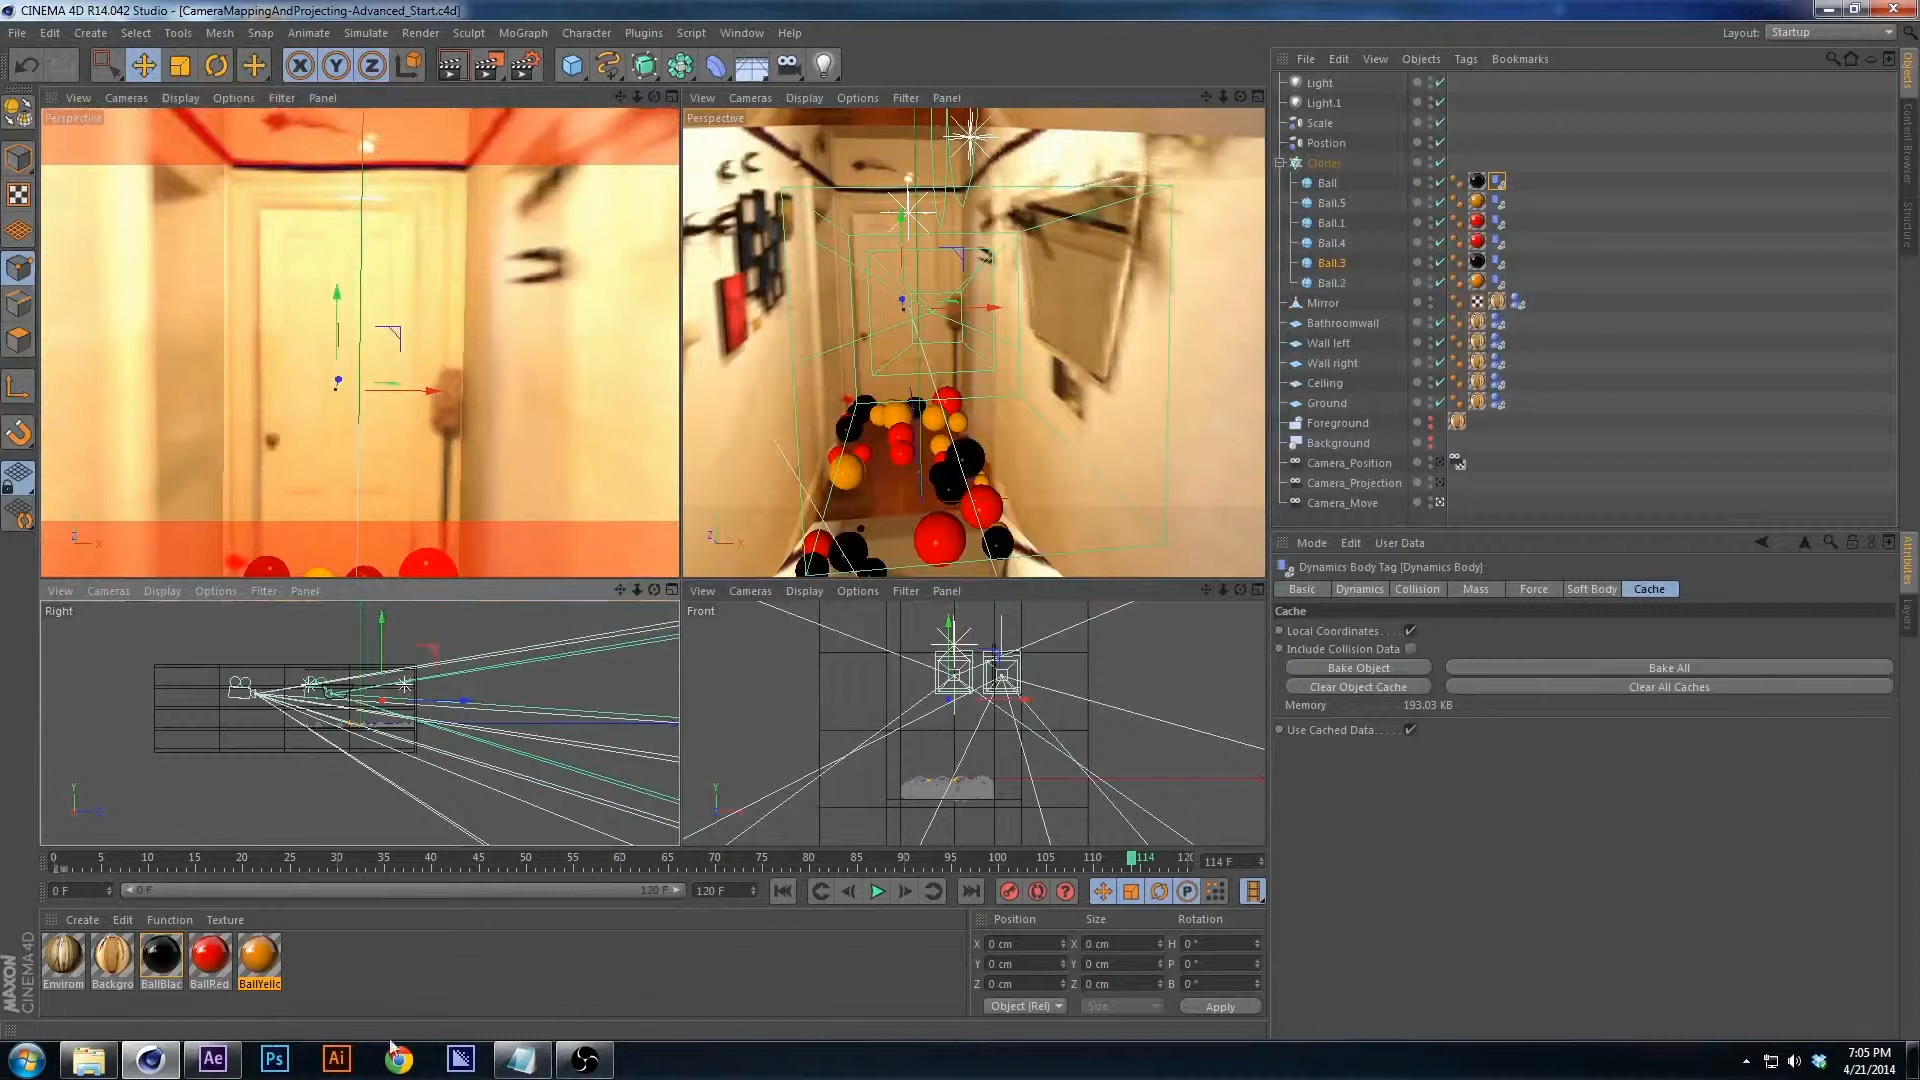 CINEMA 4D R14.042 Studio - [CameraMappingAndProjecting-Advanced_Start.c4d]
File Edit Create Select Tools Mesh Snap Animate Simulate Render Sculpt MoGraph Character Plugins Script Window Help
Layout: Startup
File Edit View Objects Tags Bookmarks
View Cameras Display Options Filter Panel
View Cameras Display Options Filter Panel
Perspective
Perspective
Light
Light.1
Scale
Postion
Cloner
Ball
Ball.5
Ball.1
Ball.4
Ball.3
Ball.2
Mirror
Bathroomwall
Wall left
Wall right
Ceiling
Ground
Foreground
Background
Camera_Position
Camera_Projection
Camera_Move
Objects
Content Browser
Structure
Mode Edit User Data
Dynamics Body Tag [Dynamics Body]
Basic Dynamics Collision Mass Force Soft Body Cache
Cache
Local Coordinates
Include Collision Data
Bake Object Bake All
Clear Object Cache Clear All Caches
Memory 193.03 KB
Use Cached Data
Attributes
Layers
View Cameras Display Options Filter Panel
View Cameras Display Options Filter Panel
Right
Front
0 5 10 15 20 25 30 35 40 45 50 55 60 65 70 75 80 85 90 95 100 105 110 114 120 114 F
0 F 0 F 120 F 120 F
Create Edit Function Texture
Position Size Rotation
X 0 cm X 0 cm H 0 °
Y 0 cm Y 0 cm P 0 °
Z 0 cm Z 0 cm B 0 °
Object (Rel) Size Apply
Environ Backgro BallBlac BallRed BallYello
MAXON CINEMA 4D
Ae Ps Ai
7:05 PM
4/21/2014